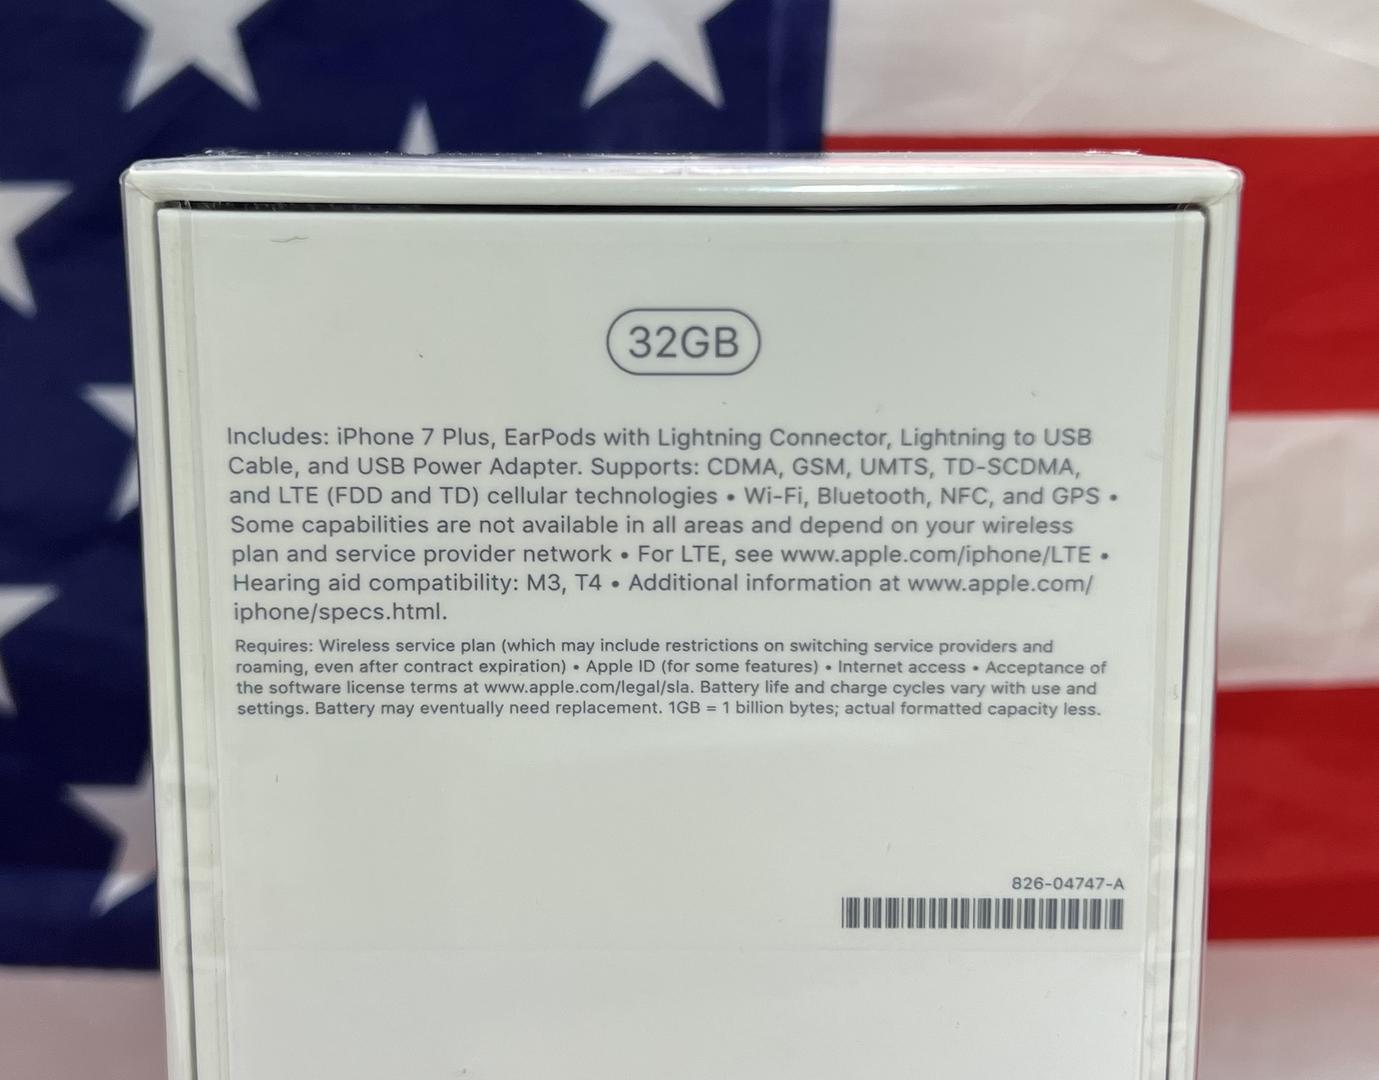 32GB
Includes: iPhone 7 Plus, EarPods with Lightning Connector, Lightning to USB
Cable, and USB Power Adapter. Supports: CDMA, GSM, UMTS, TD-SCDMA,
and LTE (FDD and TD) cellular technologies • Wi-Fi, Bluetooth, NFC, and GPS •
Some capabilities are not available in all areas and depend on your wireless
plan and service provider network • For LTE, see www.apple.com/iphone/LTE •
Hearing aid compatibility: M3, T4 • Additional information at www.apple.com/
iphone/specs.html.
Requires: Wireless service plan (which may include restrictions on switching service providers and
roaming, even after contract expiration) • Apple ID (for some features) • Internet access • Acceptance of
the software license terms at www.apple.com/legal/sla. Battery life and charge cycles vary with use and
settings. Battery may eventually need replacement. 1GB = 1 billion bytes; actual formatted capacity less.
826-04747-A